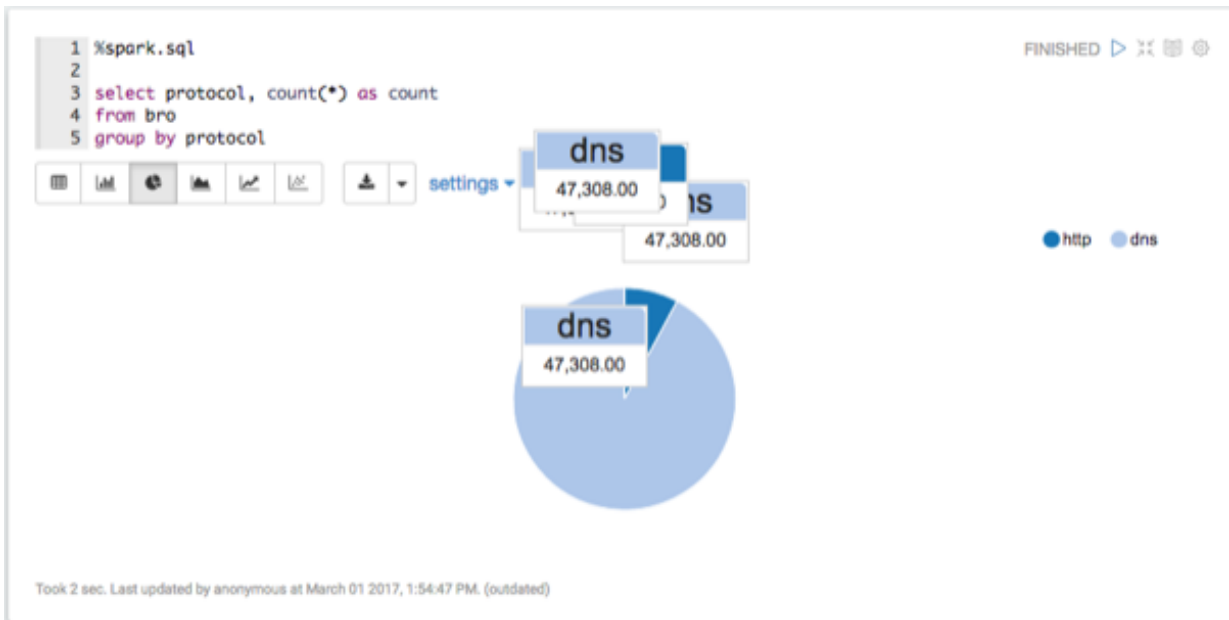 1 %spark.sql
2
3 select protocol, count(*) as count
4 from bro
5 group by protocol
FINISHED
settings
dns
47,308.00
47,308.00
http dns
dns
47,308.00
Took 2 sec. Last updated by anonymous at March 01 2017, 1:54:47 PM. (outdated)